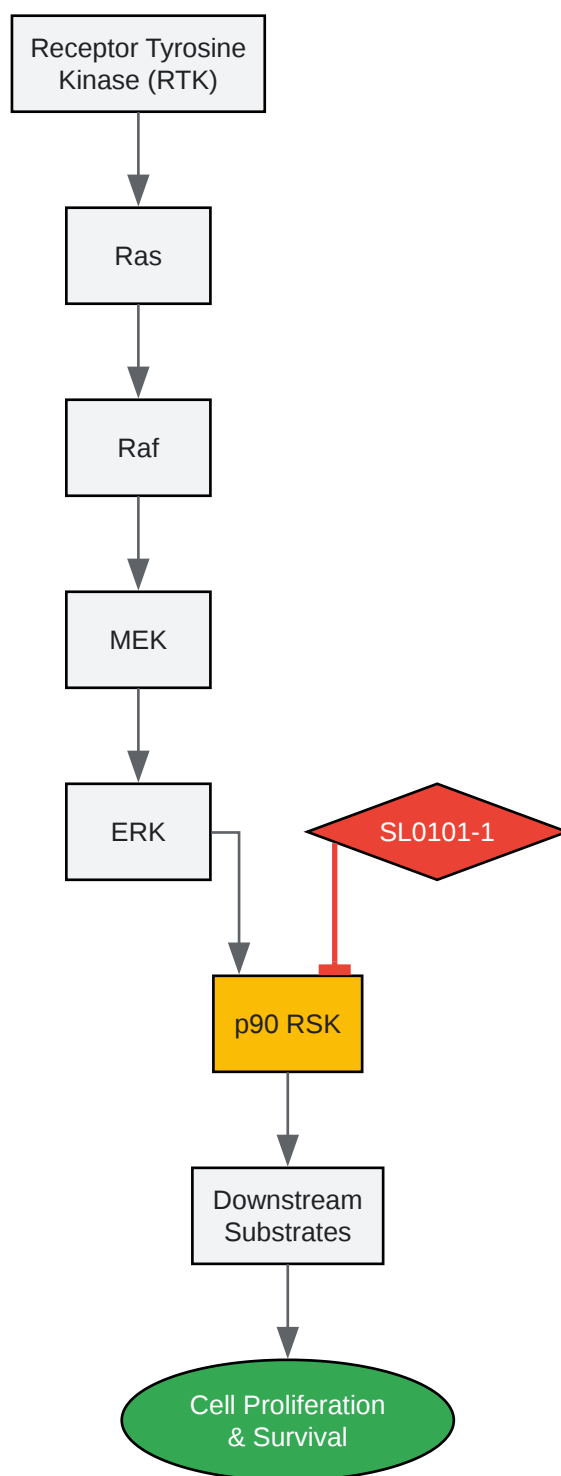 Receptor Tyrosine
Kinase (RTK)
Ras
Raf
MEK
ERK
SL0101-1
p90 RSK
Downstream
Substrates
Cell Proliferation
& Survival